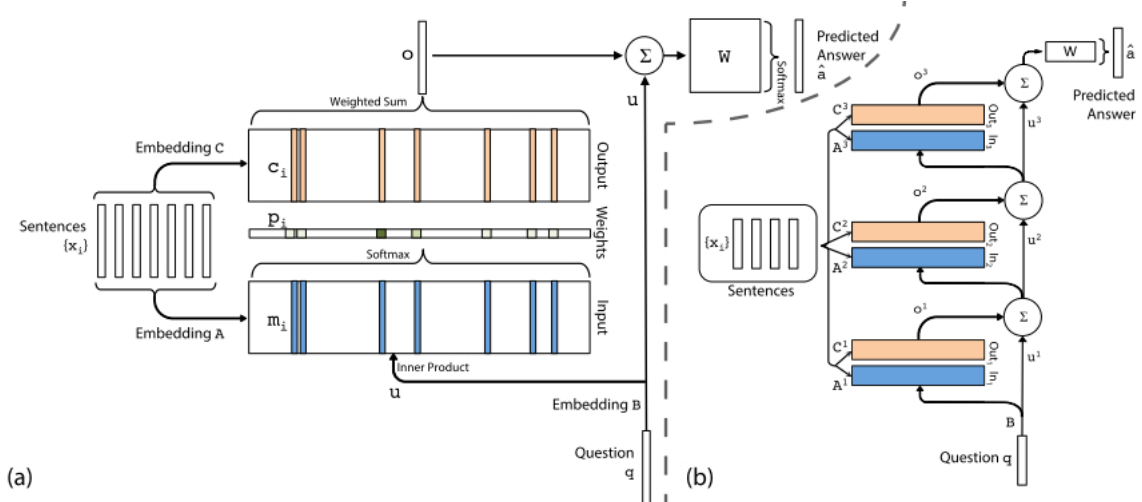 o
Σ
W
Softmax
Predicted
Answer
â
u
Weighted Sum
Embedding C
c_i
Output
Sentences
{x_i}
p_i
Weights
Softmax
m_i
Input
Embedding A
Inner Product
u
Embedding B
Question
q
(a)
W
â
Predicted
Answer
Σ
o³
u³
C³
Out₃
A³
In₃
Σ
o²
u²
C²
Out₂
A²
In₂
{x_i}
Sentences
Σ
o¹
u¹
C¹
Out₁
A¹
In₁
B
Question q
(b)